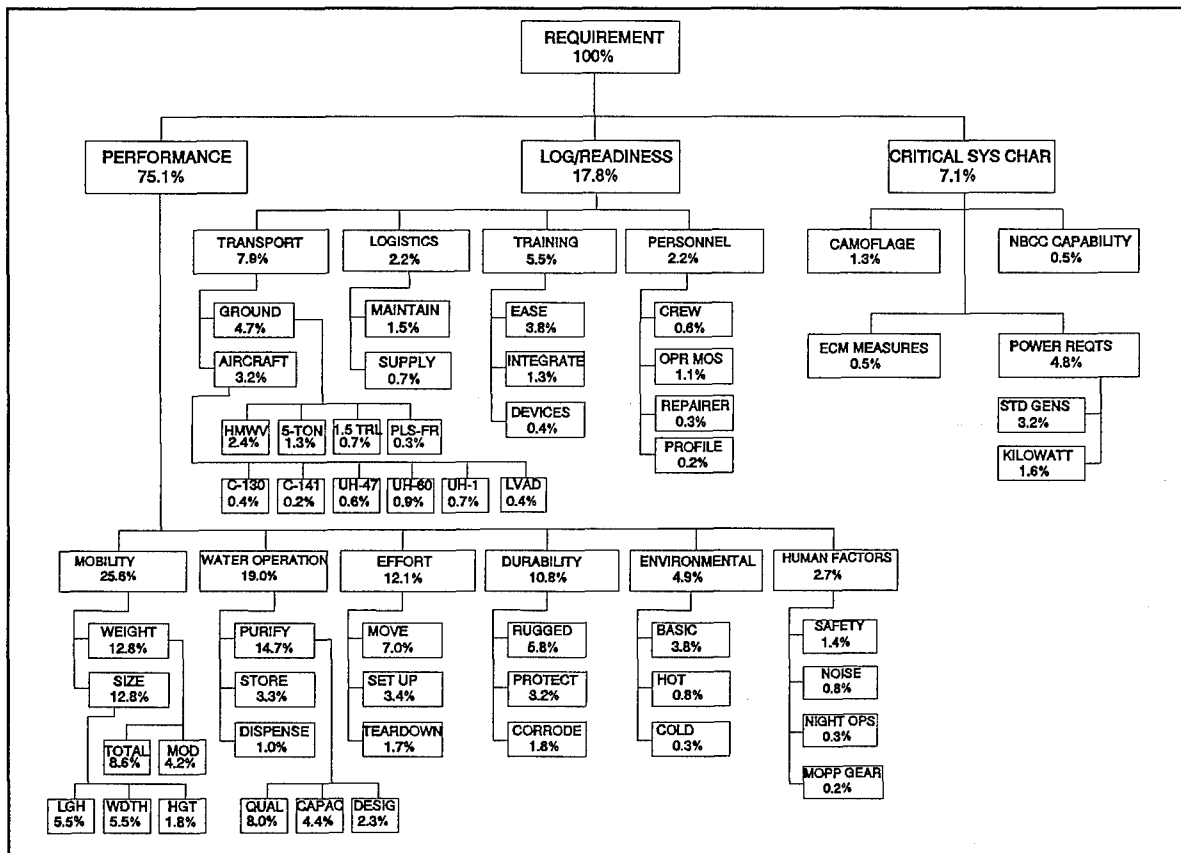 REQUIREMENT
100%
PERFORMANCE
75.1%
LOG/READINESS
17.8%
CRITICAL SYS CHAR
7.1%
TRANSPORT
7.9%
LOGISTICS
2.2%
TRAINING
5.5%
PERSONNEL
2.2%
CAMOFLAGE
1.3%
NBCC CAPABILITY
0.5%
GROUND
4.7%
AIRCRAFT
3.2%
MAINTAIN
1.5%
SUPPLY
0.7%
EASE
3.8%
INTEGRATE
1.3%
DEVICES
0.4%
CREW
0.6%
OPR MOS
1.1%
REPAIRER
0.3%
PROFILE
0.2%
ECM MEASURES
0.5%
POWER REQTS
4.8%
STD GENS
3.2%
KILOWATT
1.6%
HMWV
2.4%
5-TON
1.3%
1.5 TRL
0.7%
PLS-FR
0.3%
C-130
0.4%
C-141
0.2%
UH-47
0.6%
UH-60
0.9%
UH-1
0.7%
LVAD
0.4%
MOBILITY
25.6%
WATER OPERATION
19.0%
EFFORT
12.1%
DURABILITY
10.8%
ENVIRONMENTAL
4.9%
HUMAN FACTORS
2.7%
WEIGHT
12.8%
SIZE
12.8%
TOTAL
8.6%
MOD
4.2%
LGH
5.5%
WDTH
5.5%
HGT
1.8%
PURIFY
14.7%
STORE
3.3%
DISPENSE
1.0%
QUAL
8.0%
CAPAC
4.4%
DESIG
2.3%
MOVE
7.0%
SET UP
3.4%
TEARDOWN
1.7%
RUGGED
5.8%
PROTECT
3.2%
CORRODE
1.8%
BASIC
3.8%
HOT
0.8%
COLD
0.3%
SAFETY
1.4%
NOISE
0.8%
NIGHT OPS
0.3%
MOPP GEAR
0.2%